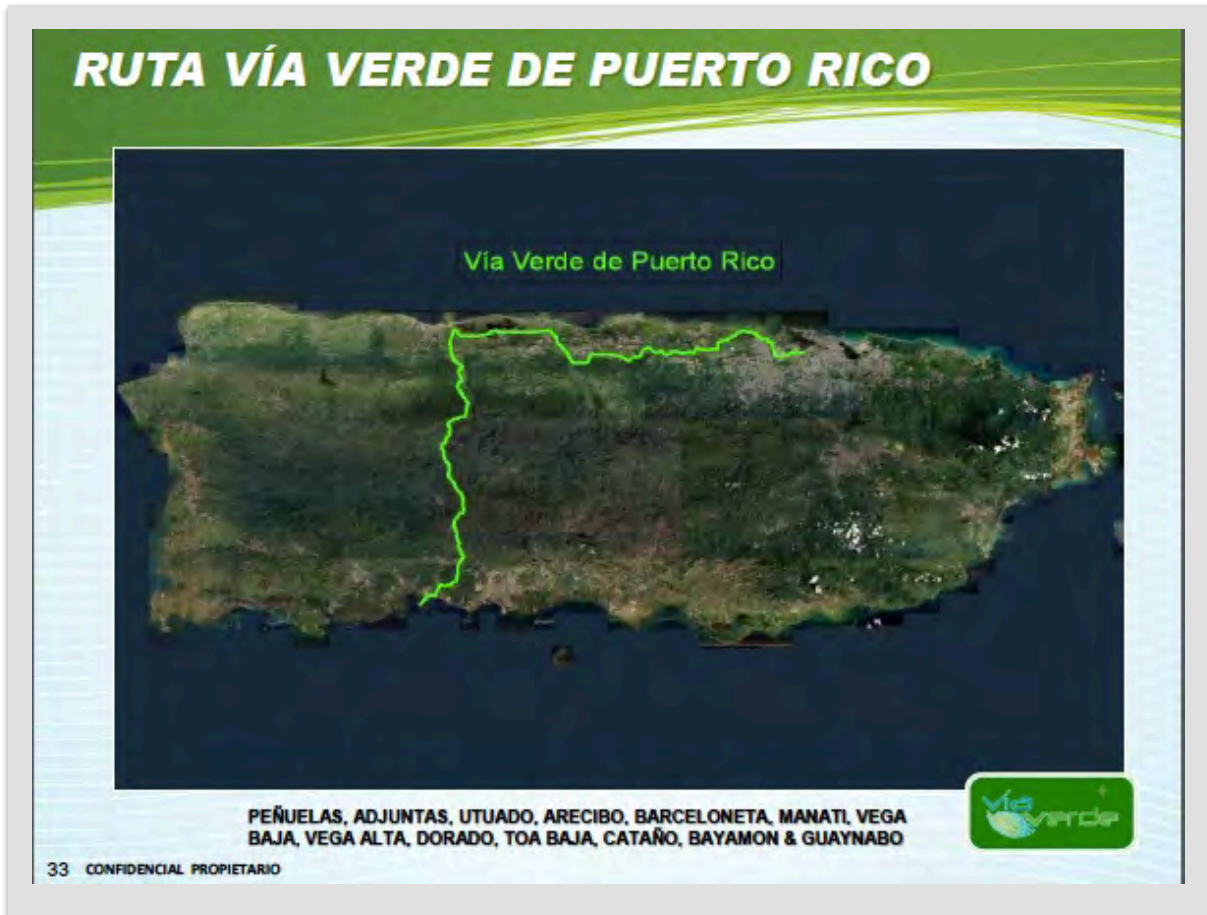 RUTA VÍA VERDE DE PUERTO RICO
Vía Verde de Puerto Rico
PEÑUELAS, ADJUNTAS, UTUADO, ARECIBO, BARCELONETA, MANATI, VEGA
BAJA, VEGA ALTA, DORADO, TOA BAJA, CATAÑO, BAYAMON & GUAYNABO
vía
verde
33 CONFIDENCIAL PROPIETARIO